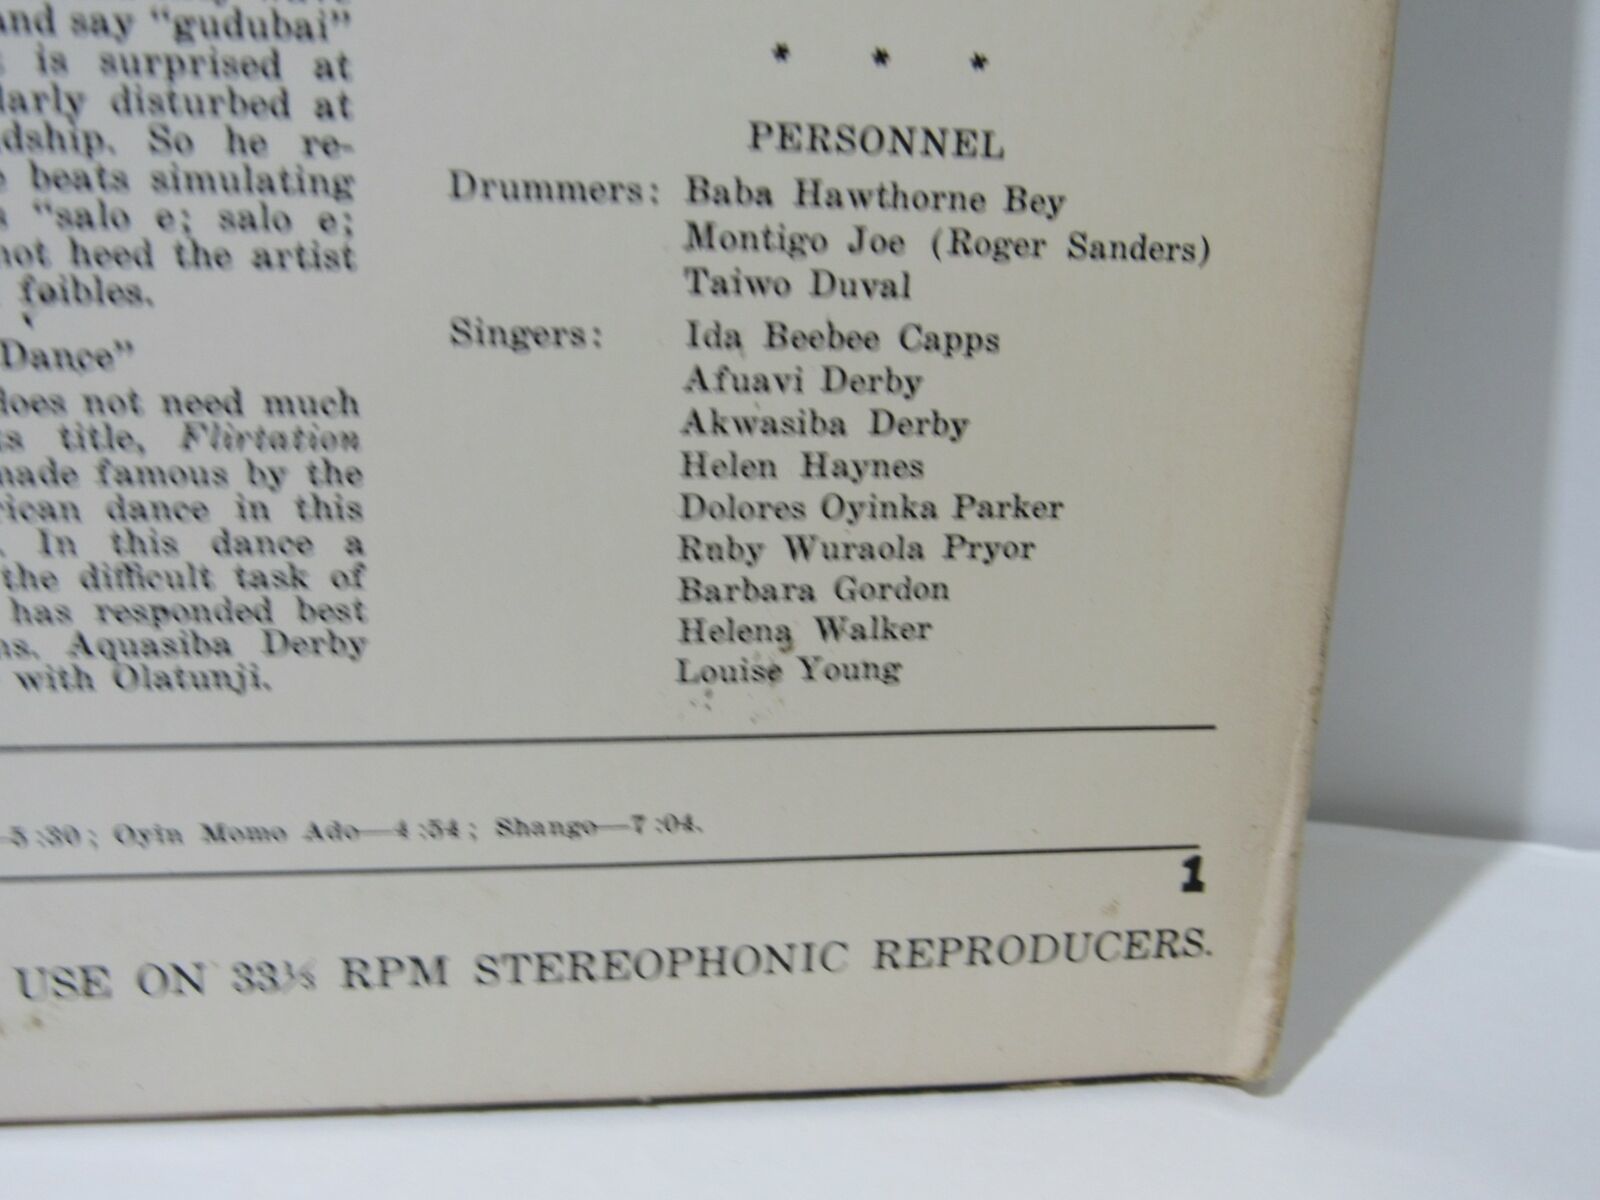 and say "gudubai"
is surprised at
larly disturbed at
dship. So he re-
beats simulating
"salo e; salo e;
not heed the artist
foibles.
Dance"
does not need much
title, Flirtation
made famous by the
rican dance in this
In this dance a
the difficult task of
has responded best
ns. Aquasiba Derby
with Olatunji.
* * *
PERSONNEL
Drummers: Baba Hawthorne Bey
Montigo Joe (Roger Sanders)
Taiwo Duval
Singers: Ida Beebee Capps
Afuavi Derby
Akwasiba Derby
Helen Haynes
Dolores Oyinka Parker
Ruby Wuraola Pryor
Barbara Gordon
Helena Walker
Louise Young
—5:30; Oyin Momo Ado—4:54; Shango—7:04.
1
USE ON 33⅓ RPM STEREOPHONIC REPRODUCERS.